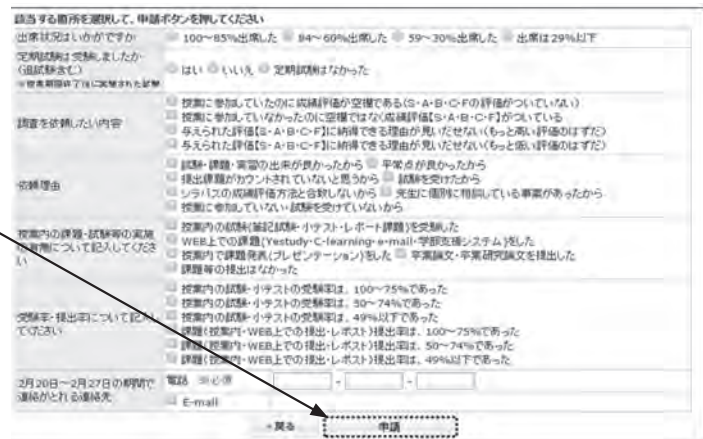 該当する箇所を選択して、申請ボタンを押してください
出席状況はいかがですか 100~85%出席した 84~60%出席した 59~30%出席した 出席は29%以下
定期試験は受験しましたか
(追試験含む)
はい いいえ 定期試験はなかった
※授業期間終了後に実施された試験
調査を依頼したい内容
授業に参加していたのに成績評価が空欄である(S・A・B・C・Fの評価がついていない)
授業に参加していなかったのに空欄ではなく成績評価【S・A・B・C・F】がついている
与えられた評価【S・A・B・C・F】に納得できる理由が見いだせない(もっと高い評価のはずだ)
与えられた評価【S・A・B・C・F】に納得できる理由が見いだせない(もっと低い評価のはずだ)
依頼理由
試験・課題・実習の出来が良かったから 平常点が良かったから
提出課題がカウントされていないと思うから 試験を受けたから
シラバスの成績評価方法と合致しないから 先生に個別に相談している事案があったから
授業に参加していない・試験を受けていないから
授業内の課題・試験等の実施
の有無について記入してくださ
い
授業内の試験(筆記試験・小テスト・レポート課題)を受験した
WEB上での課題(Yestudy・C-learning・e-mail・学部支援システム)をした
授業内で課題発表(プレゼンテーション)をした 卒業論文・卒業研究論文を提出した
課題等の提出はなかった
受験率・提出率について記入し
てください
授業内の試験・小テストの受験率は、100~75%であった
授業内の試験・小テストの受験率は、50~74%であった
授業内の試験・小テストの受験率は、49%以下であった
課題(授業内・WEB上での提出・レポスト)提出率は、100~75%であった
課題(授業内・WEB上での提出・レポスト)提出率は、50~74%であった
課題(授業内・WEB上での提出・レポスト)提出率は、49%以下であった
2月20日~2月27日の期間で
連絡がとれる連絡先
電話 ※必須 - -
E-mail
戻る 申請